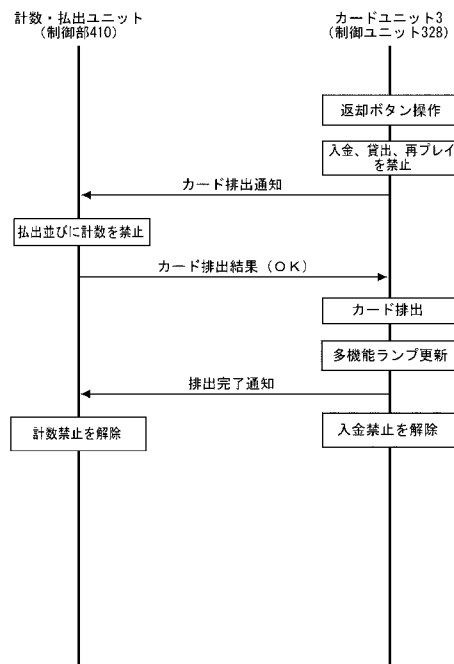 計数・払出ユニット
(制御部410)
カードユニット3
(制御ユニット328)
返却ボタン操作
入金、貸出、再プレイ
を禁止
カード排出通知
払出並びに計数を禁止
カード排出結果（ＯＫ）
カード排出
多機能ランプ更新
排出完了通知
計数禁止を解除
入金禁止を解除